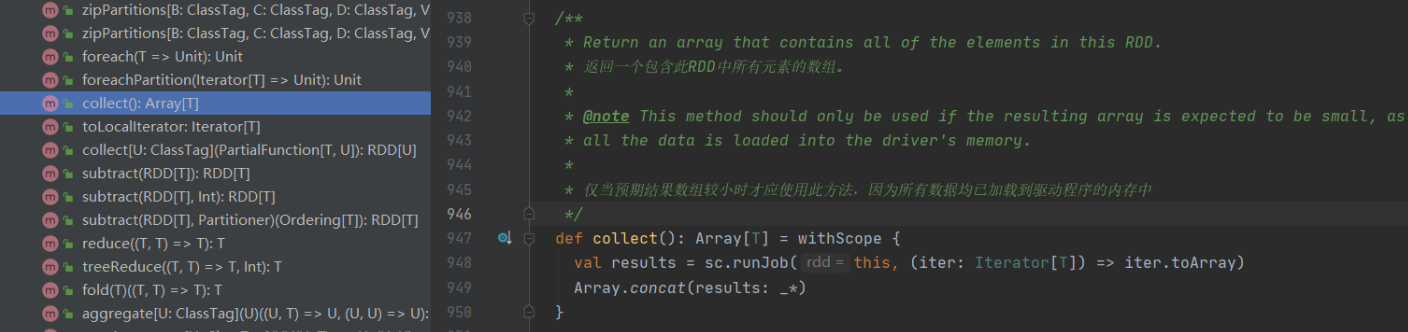 zipPartitions[B: ClassTag, C: ClassTag, D: ClassTag, V
zipPartitions[B: ClassTag, C: ClassTag, D: ClassTag, V
foreach(T => Unit): Unit
foreachPartition(Iterator[T] => Unit): Unit
collect(): Array[T]
toLocalIterator: Iterator[T]
collect[U: ClassTag](PartialFunction[T, U]): RDD[U]
subtract(RDD[T]): RDD[T]
subtract(RDD[T], Int): RDD[T]
subtract(RDD[T], Partitioner)(Ordering[T]): RDD[T]
reduce((T, T) => T): T
treeReduce((T, T) => T, Int): T
fold(T)((T, T) => T): T
aggregate[U: ClassTag](U)((U, T) => U, (U, U) => U):
938 /**
939 * Return an array that contains all of the elements in this RDD.
940 * 返回一个包含此RDD中所有元素的数组。
941 *
942 * @note This method should only be used if the resulting array is expected to be small, as
943 * all the data is loaded into the driver's memory.
944 *
945 * 仅当预期结果数组较小时才应使用此方法，因为所有数据均已加载到驱动程序的内存中
946 */
947 def collect(): Array[T] = withScope {
948 val results = sc.runJob( rdd = this, (iter: Iterator[T]) => iter.toArray)
949 Array.concat(results: _*)
950 }